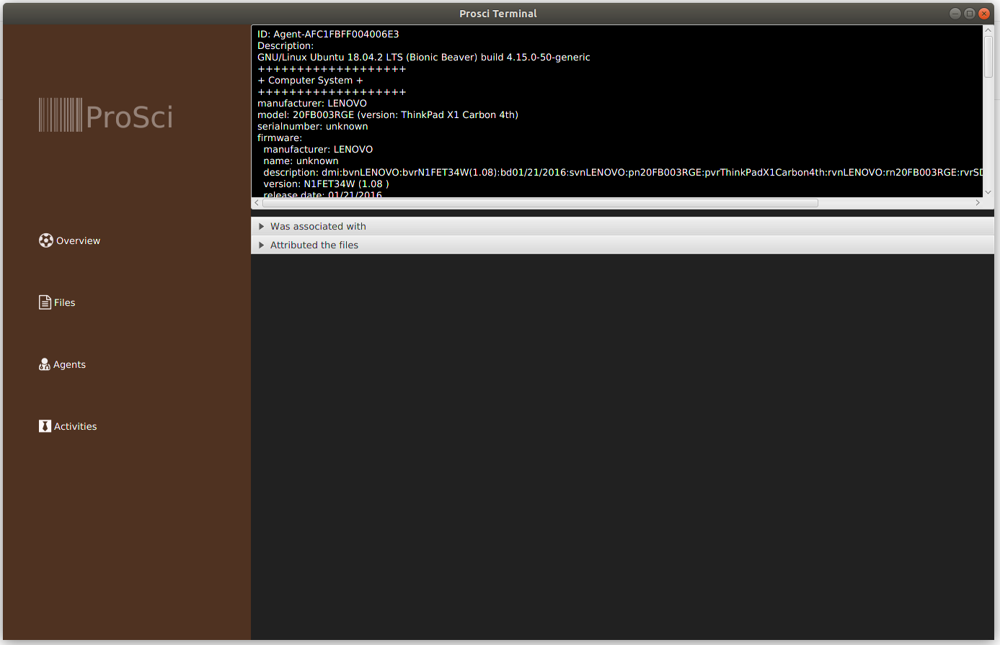 Prosci Terminal
ProSci
Overview
Files
Agents
Activities
ID: Agent-AFC1FBFF004006E3
Description:
GNU/Linux Ubuntu 18.04.2 LTS (Bionic Beaver) build 4.15.0-50-generic
+++++++++++++++++++
+ Computer System +
+++++++++++++++++++
manufacturer: LENOVO
model: 20FB003RGE (version: ThinkPad X1 Carbon 4th)
serialnumber: unknown
firmware:
manufacturer: LENOVO
name: unknown
description: dmi:bvnLENOVO:bvrN1FET34W(1.08):bd01/21/2016:svnLENOVO:pn20FB003RGE:pvrThinkPadX1Carbon4th:rvnLENOVO:rn20FB003RGE:rvrSD
version: N1FET34W (1.08 )
release date: 01/21/2016
Was associated with
Attributed the files